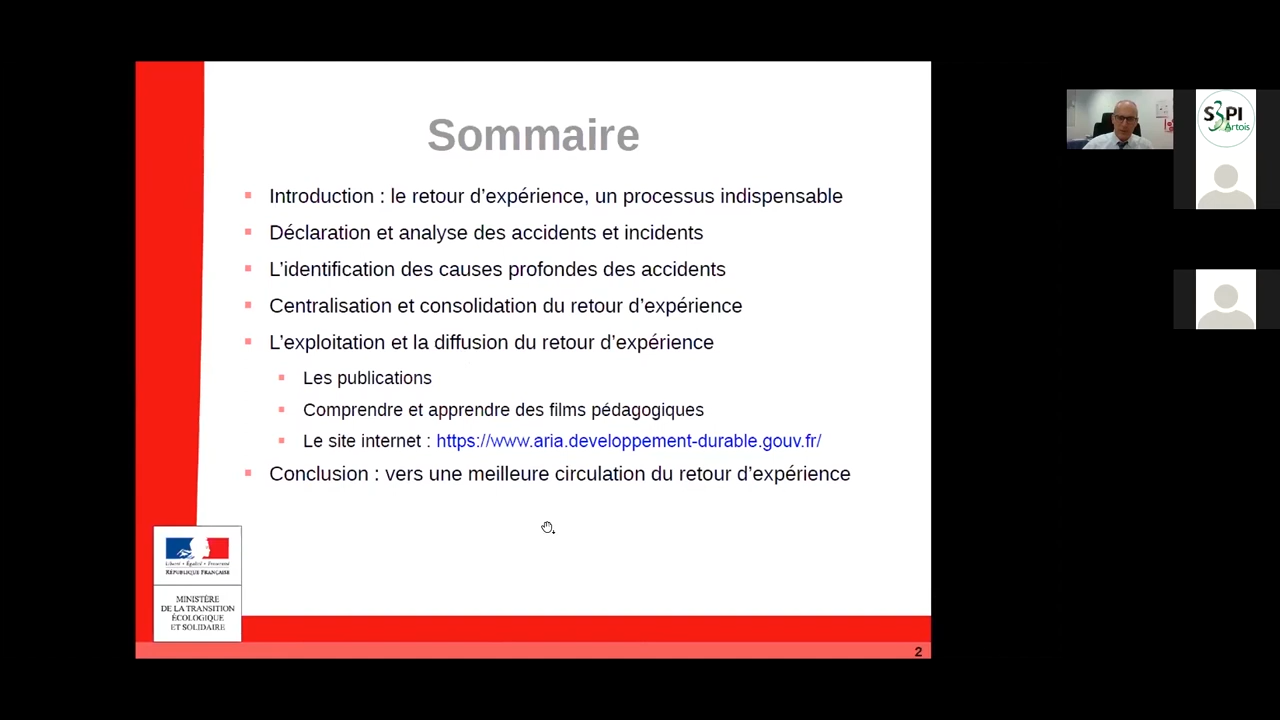 Sommaire
Introduction : le retour d’expérience, un processus indispensable
Déclaration et analyse des accidents et incidents
L’identification des causes profondes des accidents
Centralisation et consolidation du retour d’expérience
L’exploitation et la diffusion du retour d’expérience
Les publications
Comprendre et apprendre des films pédagogiques
Le site internet : https://www.aria.developpement-durable.gouv.fr/
Conclusion : vers une meilleure circulation du retour d’expérience
Liberté • Égalité • Fraternité
RÉPUBLIQUE FRANÇAISE
MINISTÈRE
DE LA TRANSITION
ÉCOLOGIQUE
ET SOLIDAIRE
2
S3PI
Artois